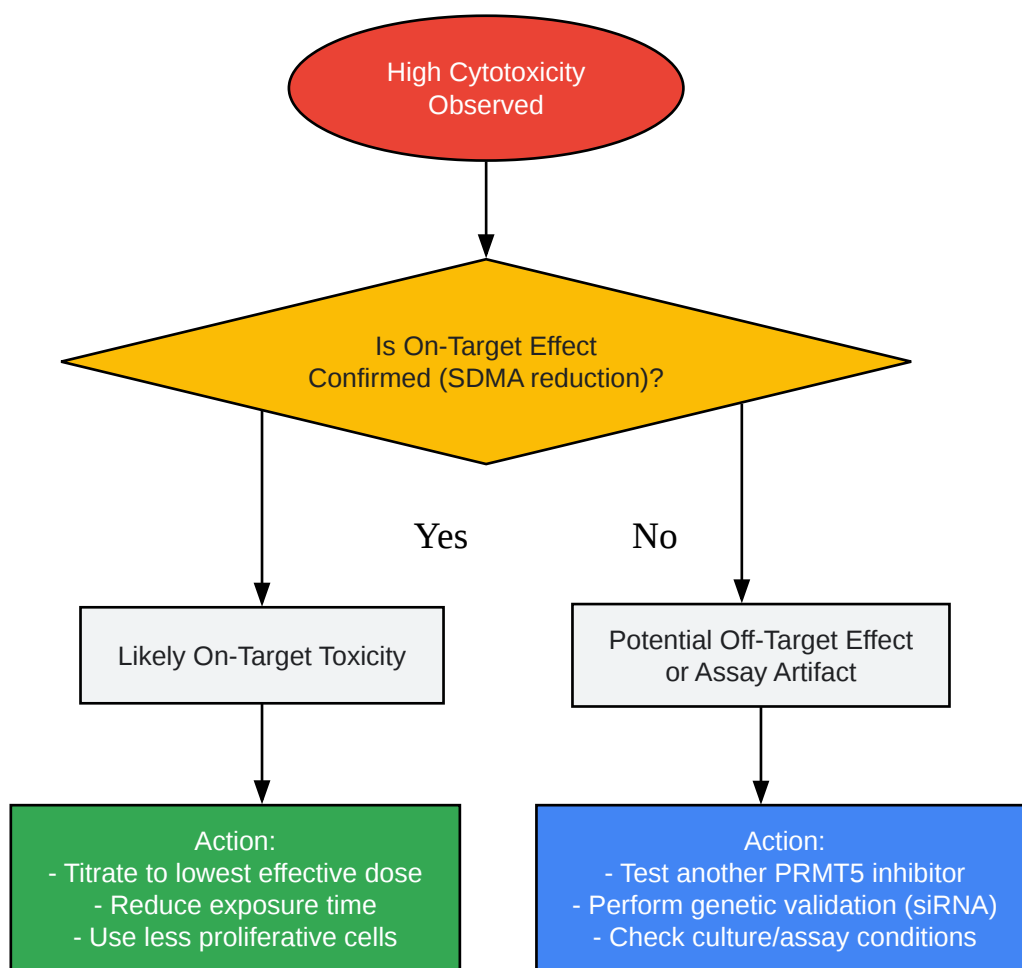 High Cytotoxicity
Observed
Is On-Target Effect
Confirmed (SDMA reduction)?
Yes
No
Likely On-Target Toxicity
Potential Off-Target Effect
or Assay Artifact
Action:
- Titrate to lowest effective dose
- Reduce exposure time
- Use less proliferative cells
Action:
- Test another PRMT5 inhibitor
- Perform genetic validation (siRNA)
- Check culture/assay conditions